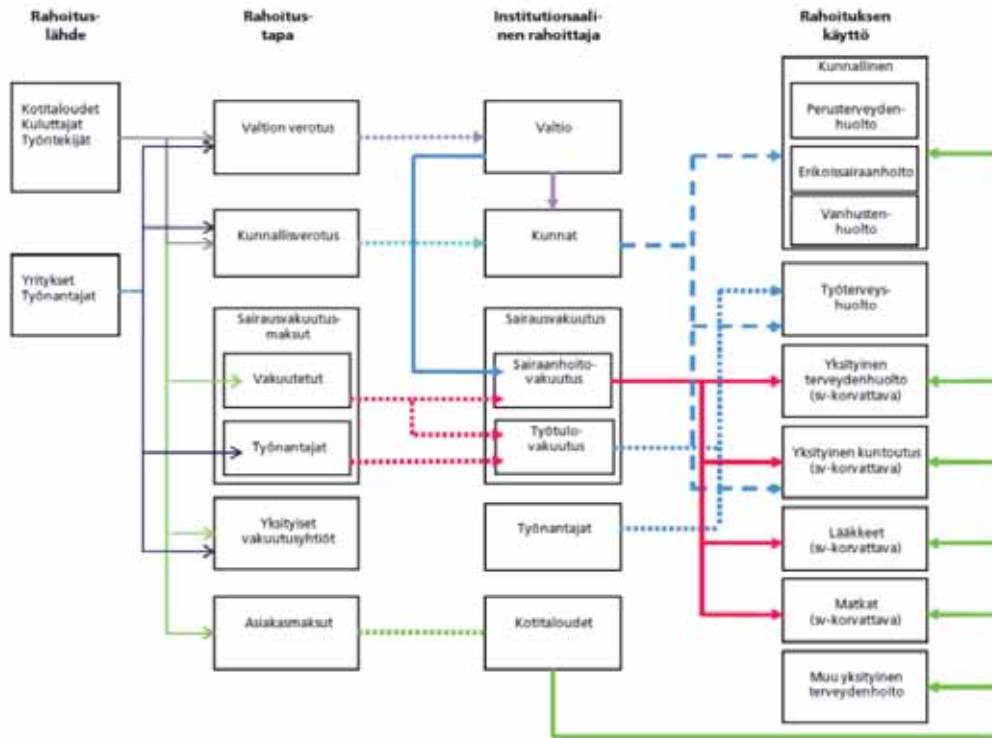 Rahoitus-
lähde
Rahoitus-
tapa
Institutionaali-
nen rahoittaja
Rahoituksen
käyttö
Kotitaloudet
Kuluttajat
Työntekijät
Yritykset
Työnantajat
Valtion verotus
Kunnallisverotus
Sairausvakuutus-
maksut
Vakuutetut
Työnantajat
Yksityiset
vakuutusyhtiöt
Asiakasmaksut
Valtio
Kunnat
Sairausvakuutus
Sairaanhoito-
vakuutus
Työtulo-
vakuutus
Työnantajat
Kotitaloudet
Kunnallinen
Perusterveyden-
huolto
Erikoissairaanhoito
Vanhusten-
huolto
Työterveys-
huolto
Yksityinen
terveydenhuolto
(sv-korvattava)
Yksityinen kuntoutus
(sv-korvattava)
Lääkkeet
(sv-korvattava)
Matkat
(sv-korvattava)
Muu yksityinen
terveydenhoito